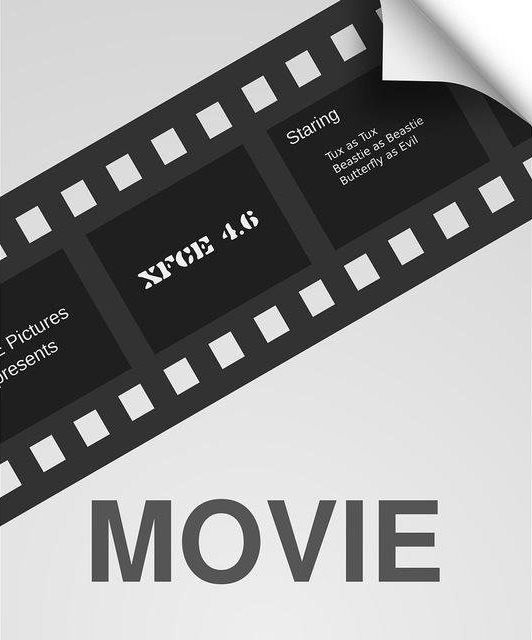 E Pictures
presents
XFCE 4.6
Staring
Tux as Tux
Beastie as Beastie
Butterfly as Evil
MOVIE